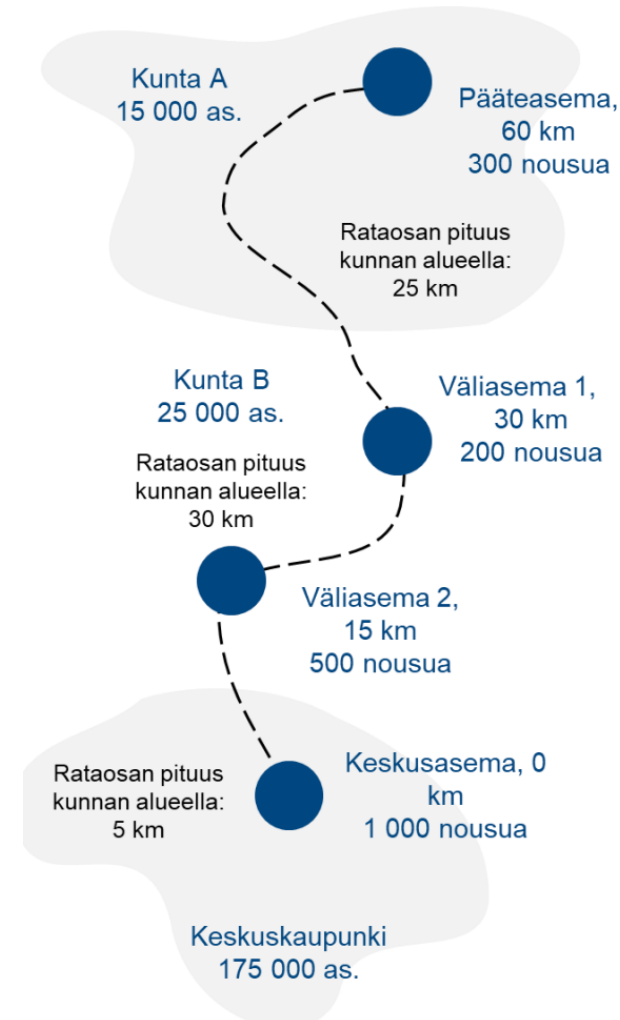 Kunta A
15 000 as.
Pääteasema,
60 km
300 nousua
Rataosan pituus
kunnan alueella:
25 km
Kunta B
25 000 as.
Väliasema 1,
30 km
200 nousua
Rataosan pituus
kunnan alueella:
30 km
Väliasema 2,
15 km
500 nousua
Keskusasema, 0
km
1 000 nousua
Rataosan pituus
kunnan alueella:
5 km
Keskuskaupunki
175 000 as.